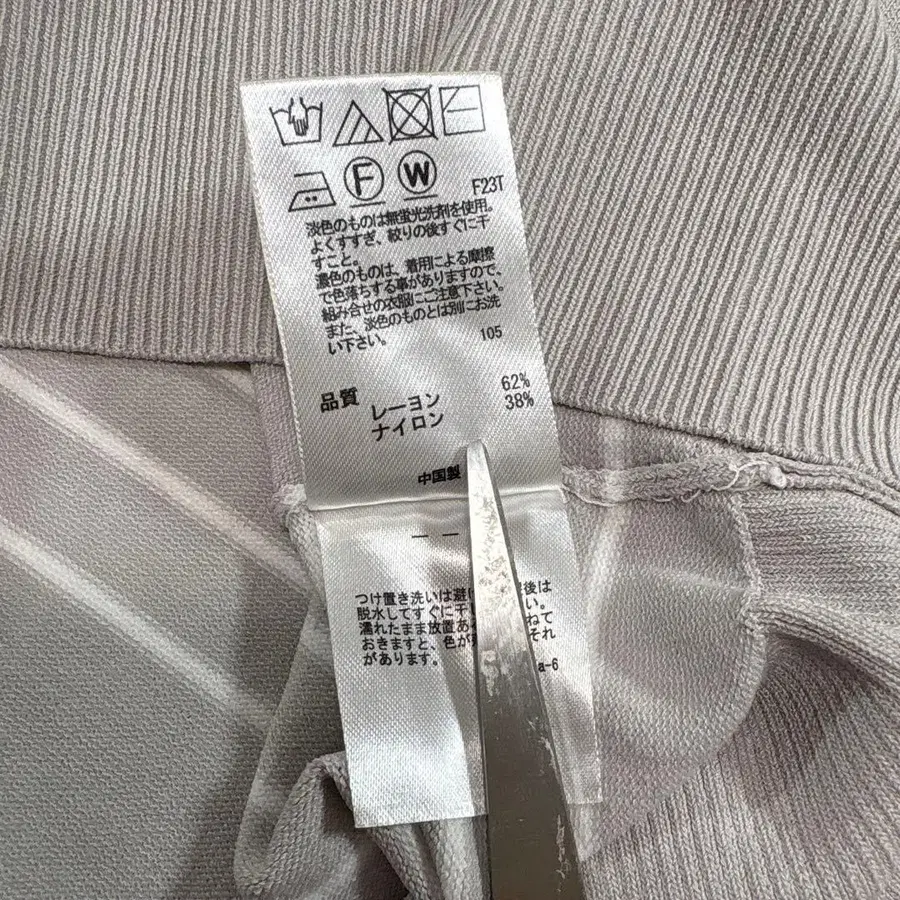 F W F23T
淡色のものは無蛍光洗剤を使用。
よくすすぎ、絞りの後すぐに干
すこと。
濃色のものは、着用による摩擦
で色落ちする事がありますので、
組み合せの衣服にご注意下さい。
また、淡色のものとは別にお洗
い下さい。 105
品質 レーヨン 62%
ナイロン 38%
中国製
つけ置き洗いは避 後は
脱水してすぐに干 い。
濡れたまま放置あ ねて
おきますと、色が それ
があります。
a-6